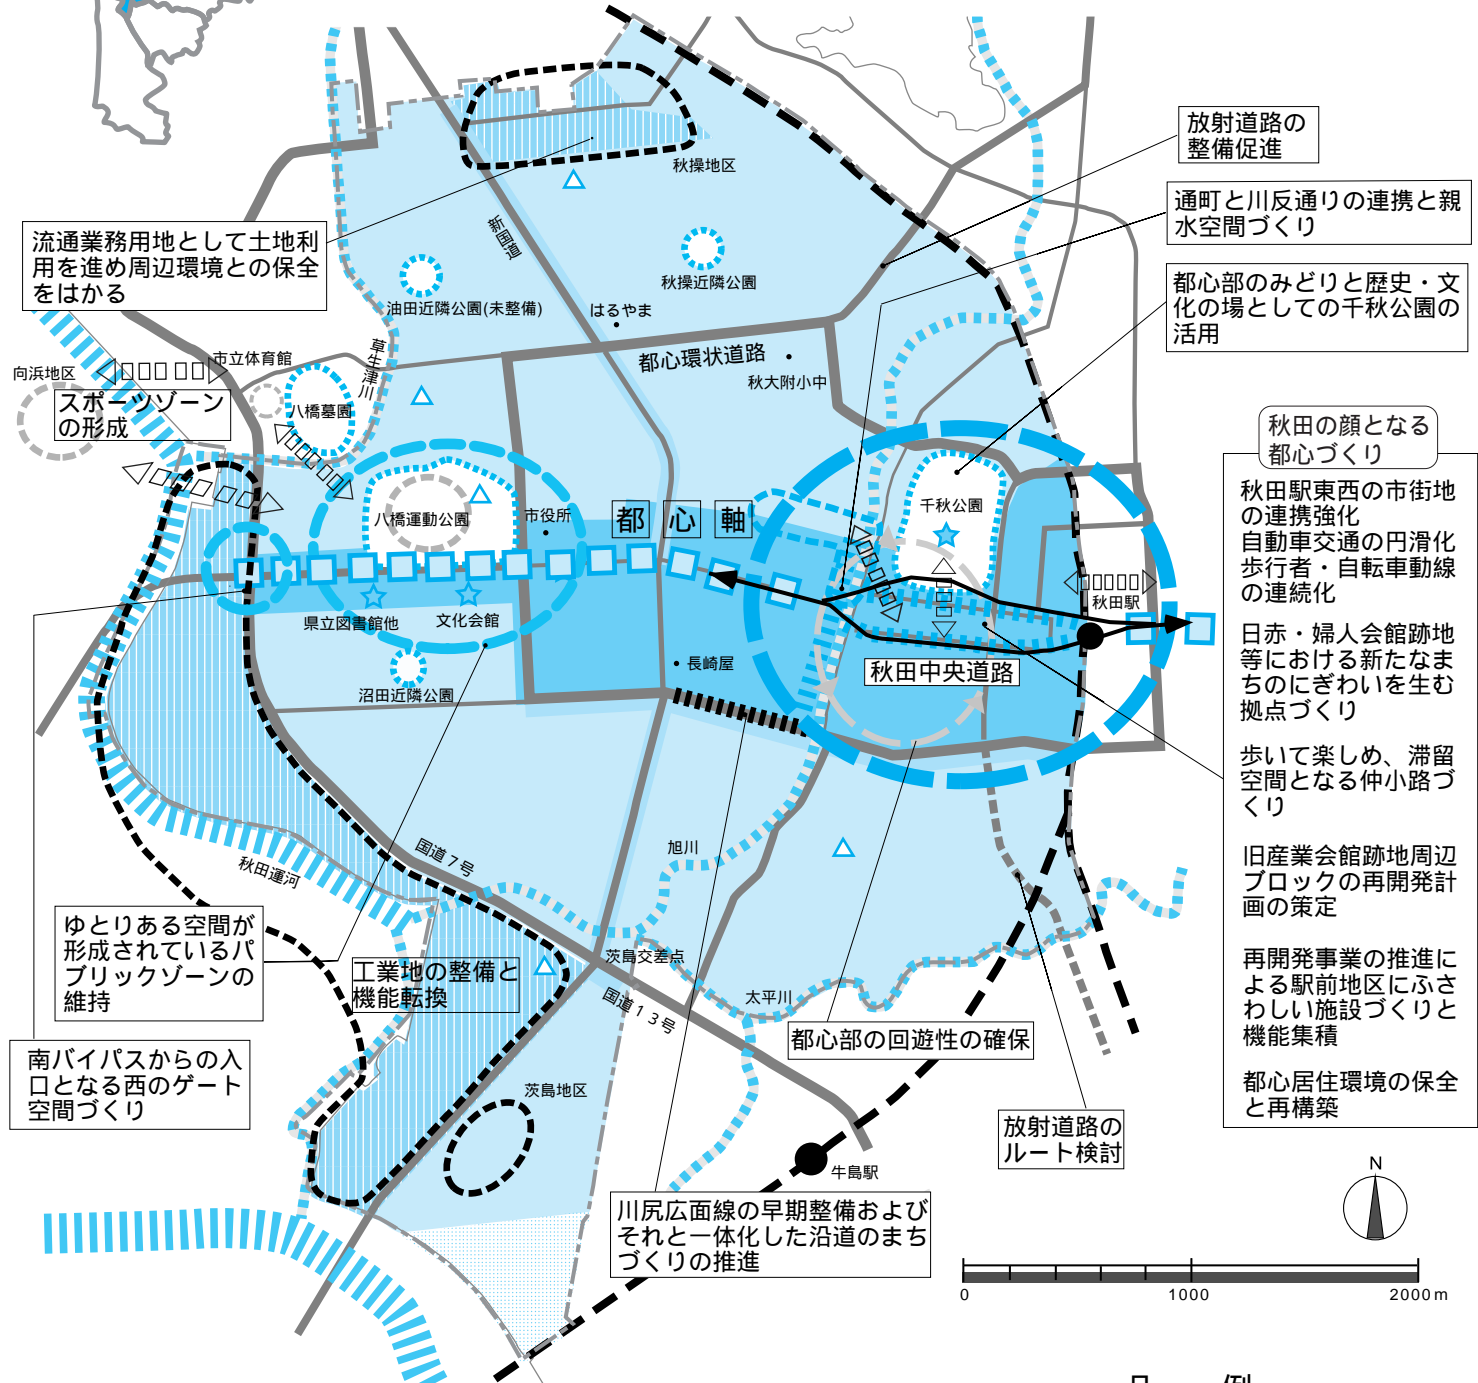 放射道路の
整備促進
通町と川反通りの連携と親
水空間づくり
都心部のみどりと歴史・文
化の場としての千秋公園の
活用
流通業務用地として土地利
用を進め周辺環境との保全
をはかる
秋操地区
新国道
秋操近隣公園
油田近隣公園(未整備)
はるやま
都心環状道路
秋大附小中
草生津川
市立体育館
向浜地区
スポーツゾーン
の形成
八橋墓園
八橋運動公園
市役所
都心軸
千秋公園
秋田駅
県立図書館他
文化会館
長崎屋
沼田近隣公園
秋田中央道路
秋田の顔となる
都心づくり
秋田駅東西の市街地
の連携強化
自動車交通の円滑化
歩行者・自転車動線
の連続化
日赤・婦人会館跡地
等における新たなま
ちのにぎわいを生む
拠点づくり
歩いて楽しめ、滞留
空間となる仲小路づ
くり
旧産業会館跡地周辺
ブロックの再開発計
画の策定
再開発事業の推進に
よる駅前地区にふさ
わしい施設づくりと
機能集積
都心居住環境の保全
と再構築
国道7号
旭川
秋田運河
ゆとりある空間が
形成されているパ
ブリックゾーンの
維持
工業地の整備と
機能転換
茨島交差点
国道13号
太平川
都心部の回遊性の確保
南バイパスからの入
口となる西のゲート
空間づくり
茨島地区
放射道路の
ルート検討
牛島駅
川尻広面線の早期整備および
それと一体化した沿道のまち
づくりの推進
N
0
1000
2000m
凡 例